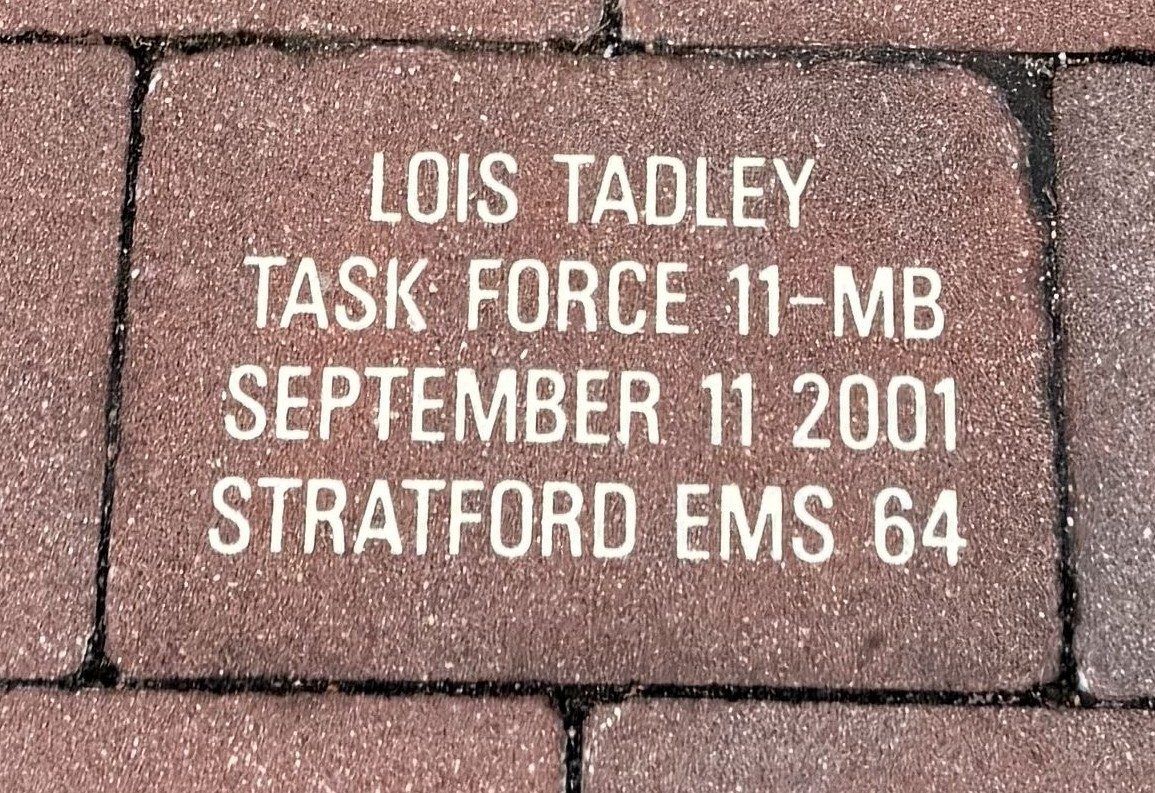 LOIS TADLEY
TASK FORCE 11-MB
SEPTEMBER 11 2001
STRATFORD EMS 64